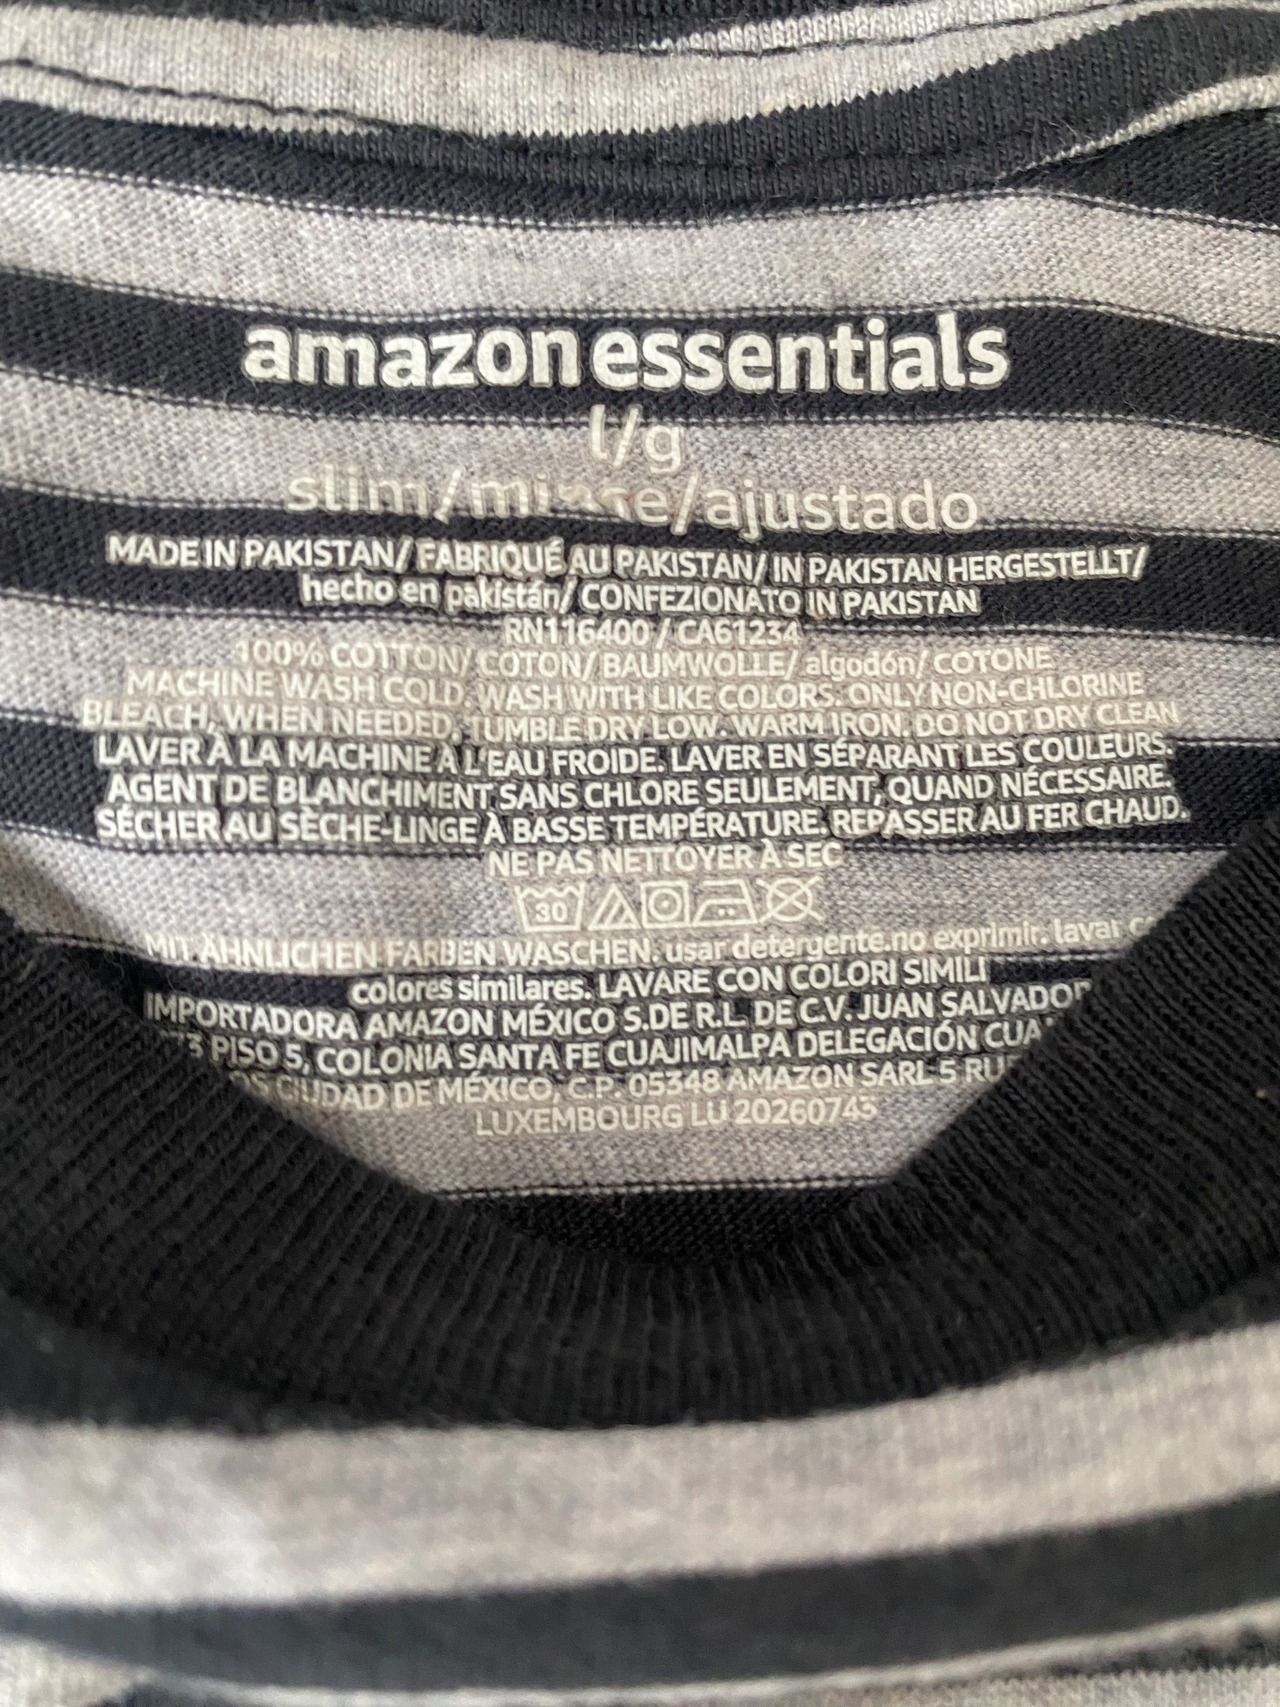 amazon essentials
l/g
slim/mince/ajustado
MADE IN PAKISTAN/ FABRIQUÉ AU PAKISTAN/ IN PAKISTAN HERGESTELLT/
hecho en pakistán/ CONFEZIONATO IN PAKISTAN
RN116400 / CA61234
100% COTTON/ COTON/ BAUMWOLLE/ algodón/ COTONE
MACHINE WASH COLD. WASH WITH LIKE COLORS. ONLY NON-CHLORINE
BLEACH, WHEN NEEDED. TUMBLE DRY LOW. WARM IRON. DO NOT DRY CLEAN
LAVER À LA MACHINE À L'EAU FROIDE. LAVER EN SÉPARANT LES COULEURS.
AGENT DE BLANCHIMENT SANS CHLORE SEULEMENT, QUAND NÉCESSAIRE.
SÉCHER AU SÈCHE-LINGE À BASSE TEMPÉRATURE. REPASSER AU FER CHAUD.
NE PAS NETTOYER À SEC
30
MIT ÄHNLICHEN FARBEN WASCHEN. usar detergente.no exprimir. lavar
colores similares. LAVARE CON COLORI SIMILI
IMPORTADORA AMAZON MÉXICO S.DE R.L. DE C.V. JUAN SALVADOR
PISO 5, COLONIA SANTA FE CUAJIMALPA DELEGACIÓN
CIUDAD DE MÉXICO, C.P. 05348 AMAZON SARL 5
LUXEMBOURG LU 20260743